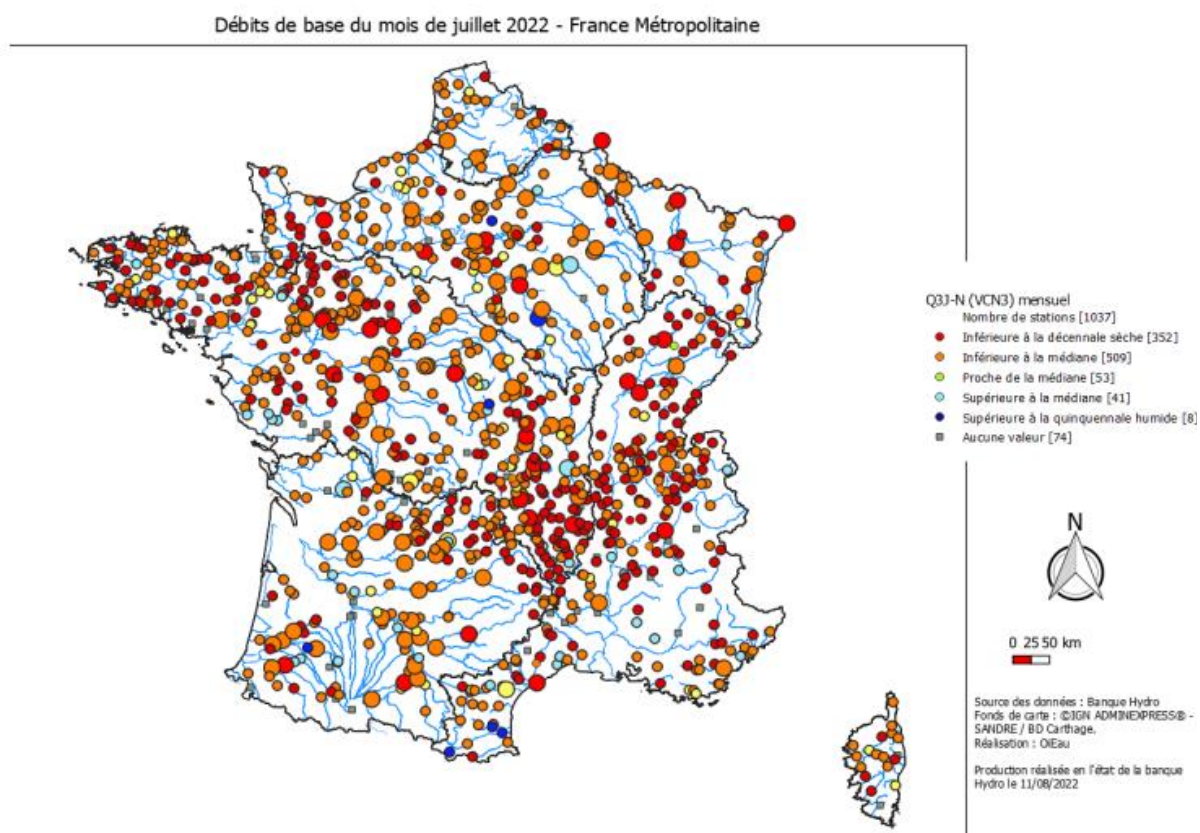 Débits de base du mois de juillet 2022 - France Métropolitaine
Q3J-N (VCN3) mensuel
Nombre de stations [1037]
Inférieure à la décennale sèche [352]
Inférieure à la médiane [509]
Proche de la médiane [53]
Supérieure à la médiane [41]
Supérieure à la quinquennale humide [8]
Aucune valeur [74]
N
0 25 50 km
Source des données : Banque Hydro
Fonds de carte : ©IGN ADMINEXPRESS® -
SANDRE / BD Carthage,
Réalisation : OiEau
Production réalisée en l'état de la banque
Hydro le 11/08/2022